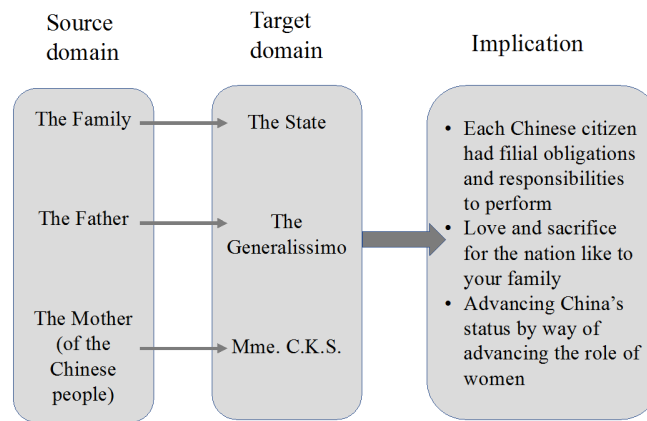 Source
domain
Target
domain
Implication
The Family
The State
The Father
The
Generalissimo
The Mother
(of the
Chinese
people)
Mme. C.K.S.
• Each Chinese citizen
had filial obligations
and responsibilities
to perform
• Love and sacrifice
for the nation like to
your family
• Advancing China's
status by way of
advancing the role of
women